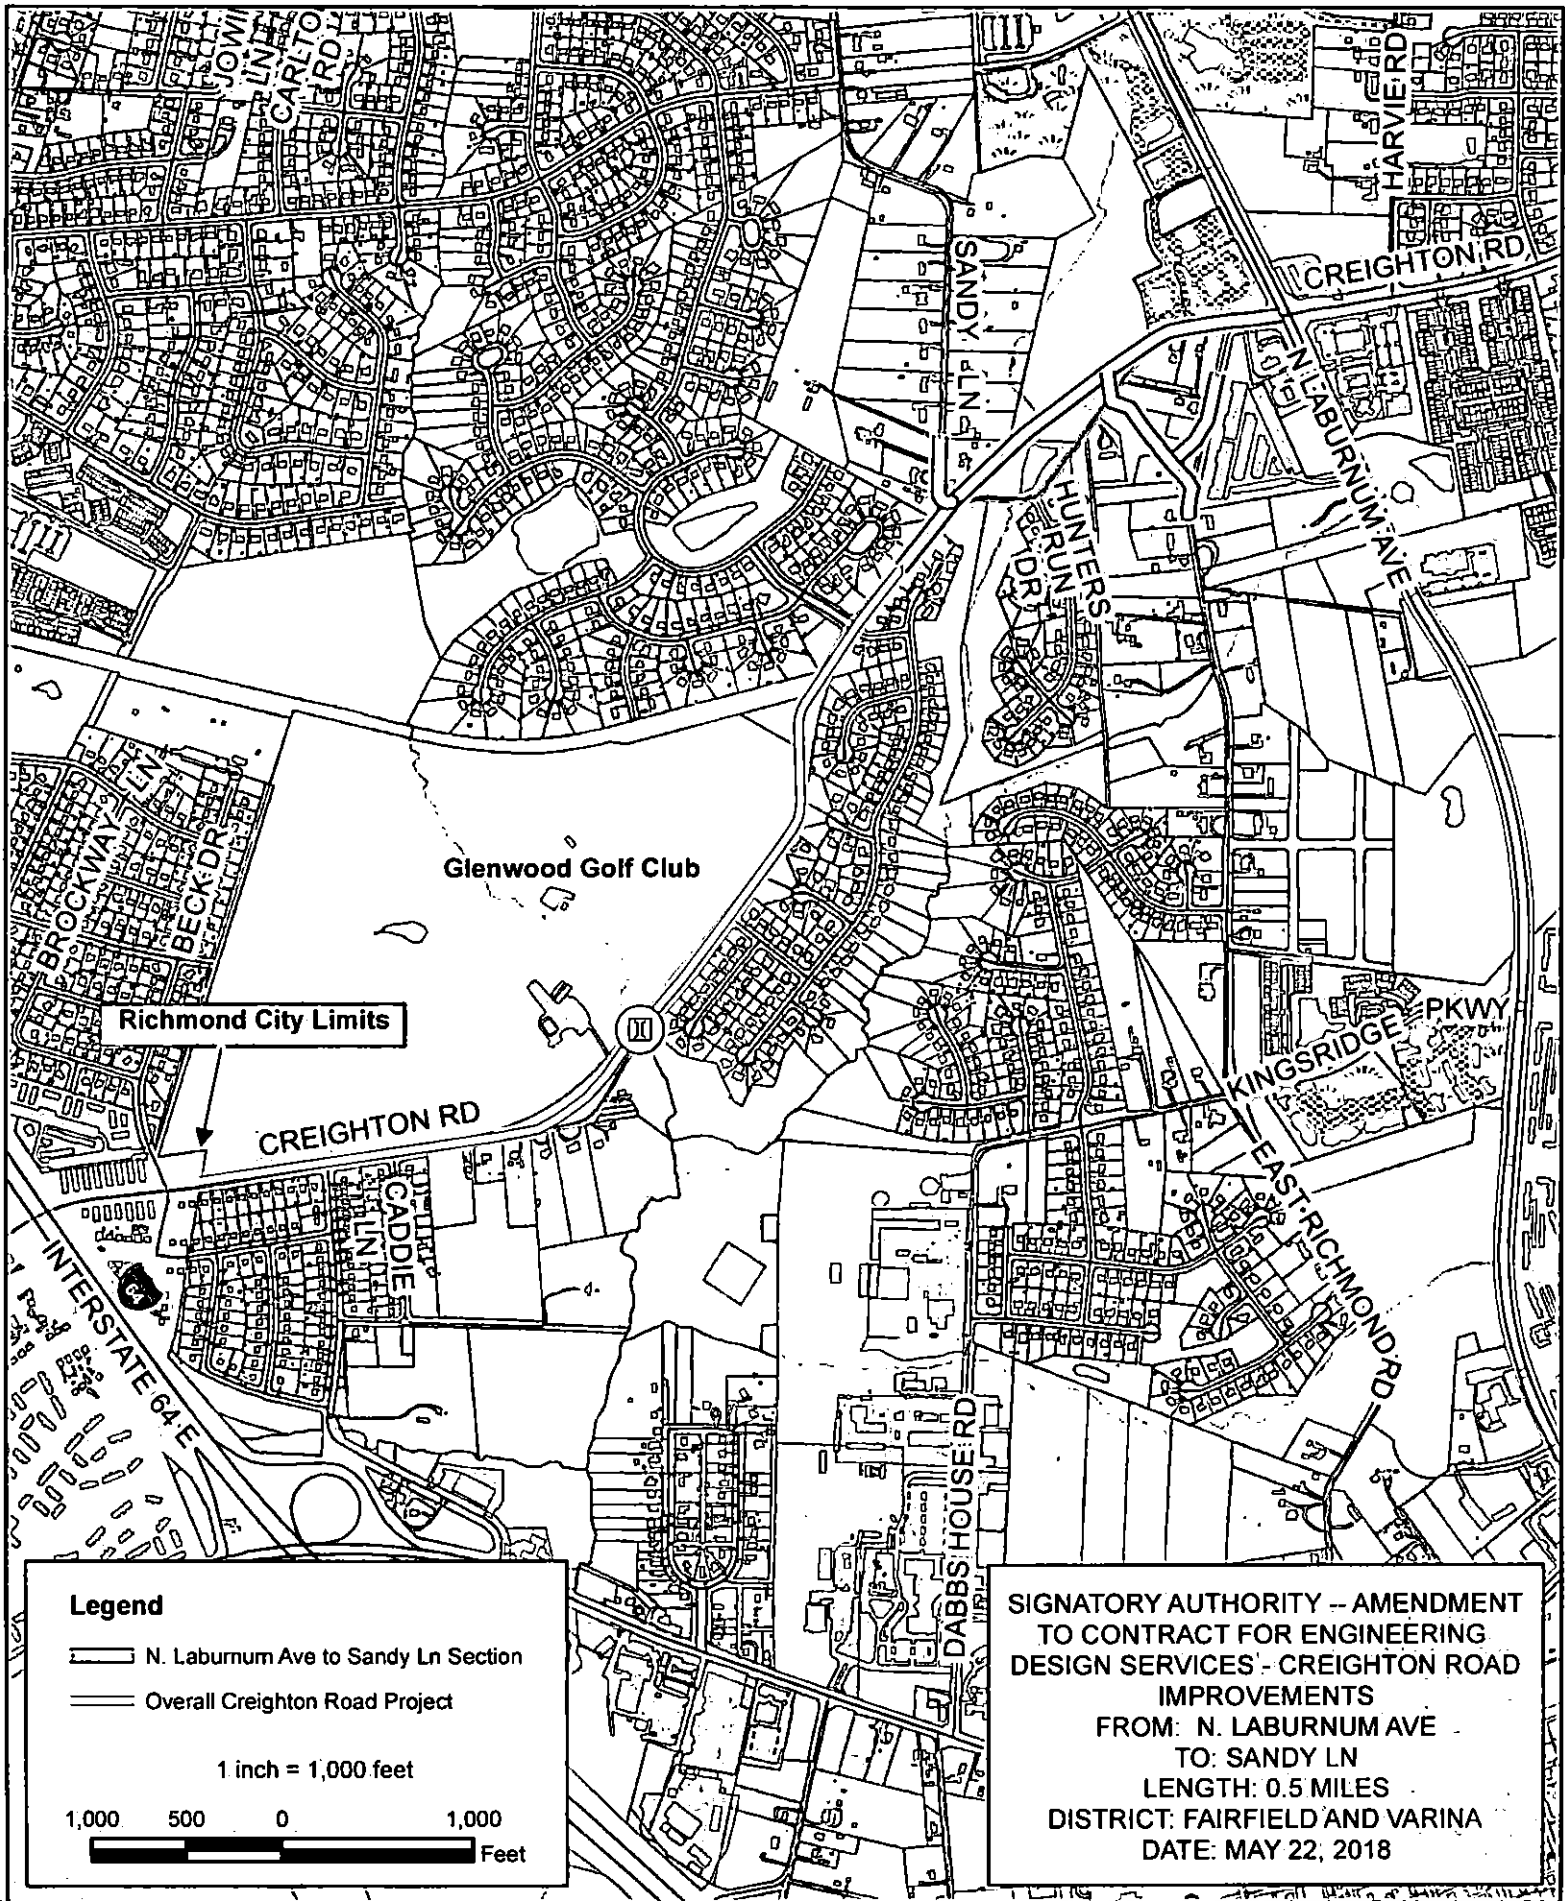 JOWI
LN
CARLTO
RD
HARVIE RD
CREIGHTON RD
SANDY LN
N LABURNUM AVE
HUNTERS
RUN
DR
LN
BROCKWAY
BECK DR
Glenwood Golf Club
Richmond City Limits
CREIGHTON RD
PKWY
KINGSRIDGE
CADDIE
LN
EAST RICHMOND RD
INTERSTATE 64 E
64
DABBS HOUSE RD
Legend
N. Laburnum Ave to Sandy Ln Section
Overall Creighton Road Project
1 inch = 1,000 feet
1,000 500 0 1,000
Feet
SIGNATORY AUTHORITY -- AMENDMENT
TO CONTRACT FOR ENGINEERING
DESIGN SERVICES - CREIGHTON ROAD
IMPROVEMENTS
FROM: N. LABURNUM AVE
TO: SANDY LN
LENGTH: 0.5 MILES
DISTRICT: FAIRFIELD AND VARINA
DATE: MAY 22, 2018